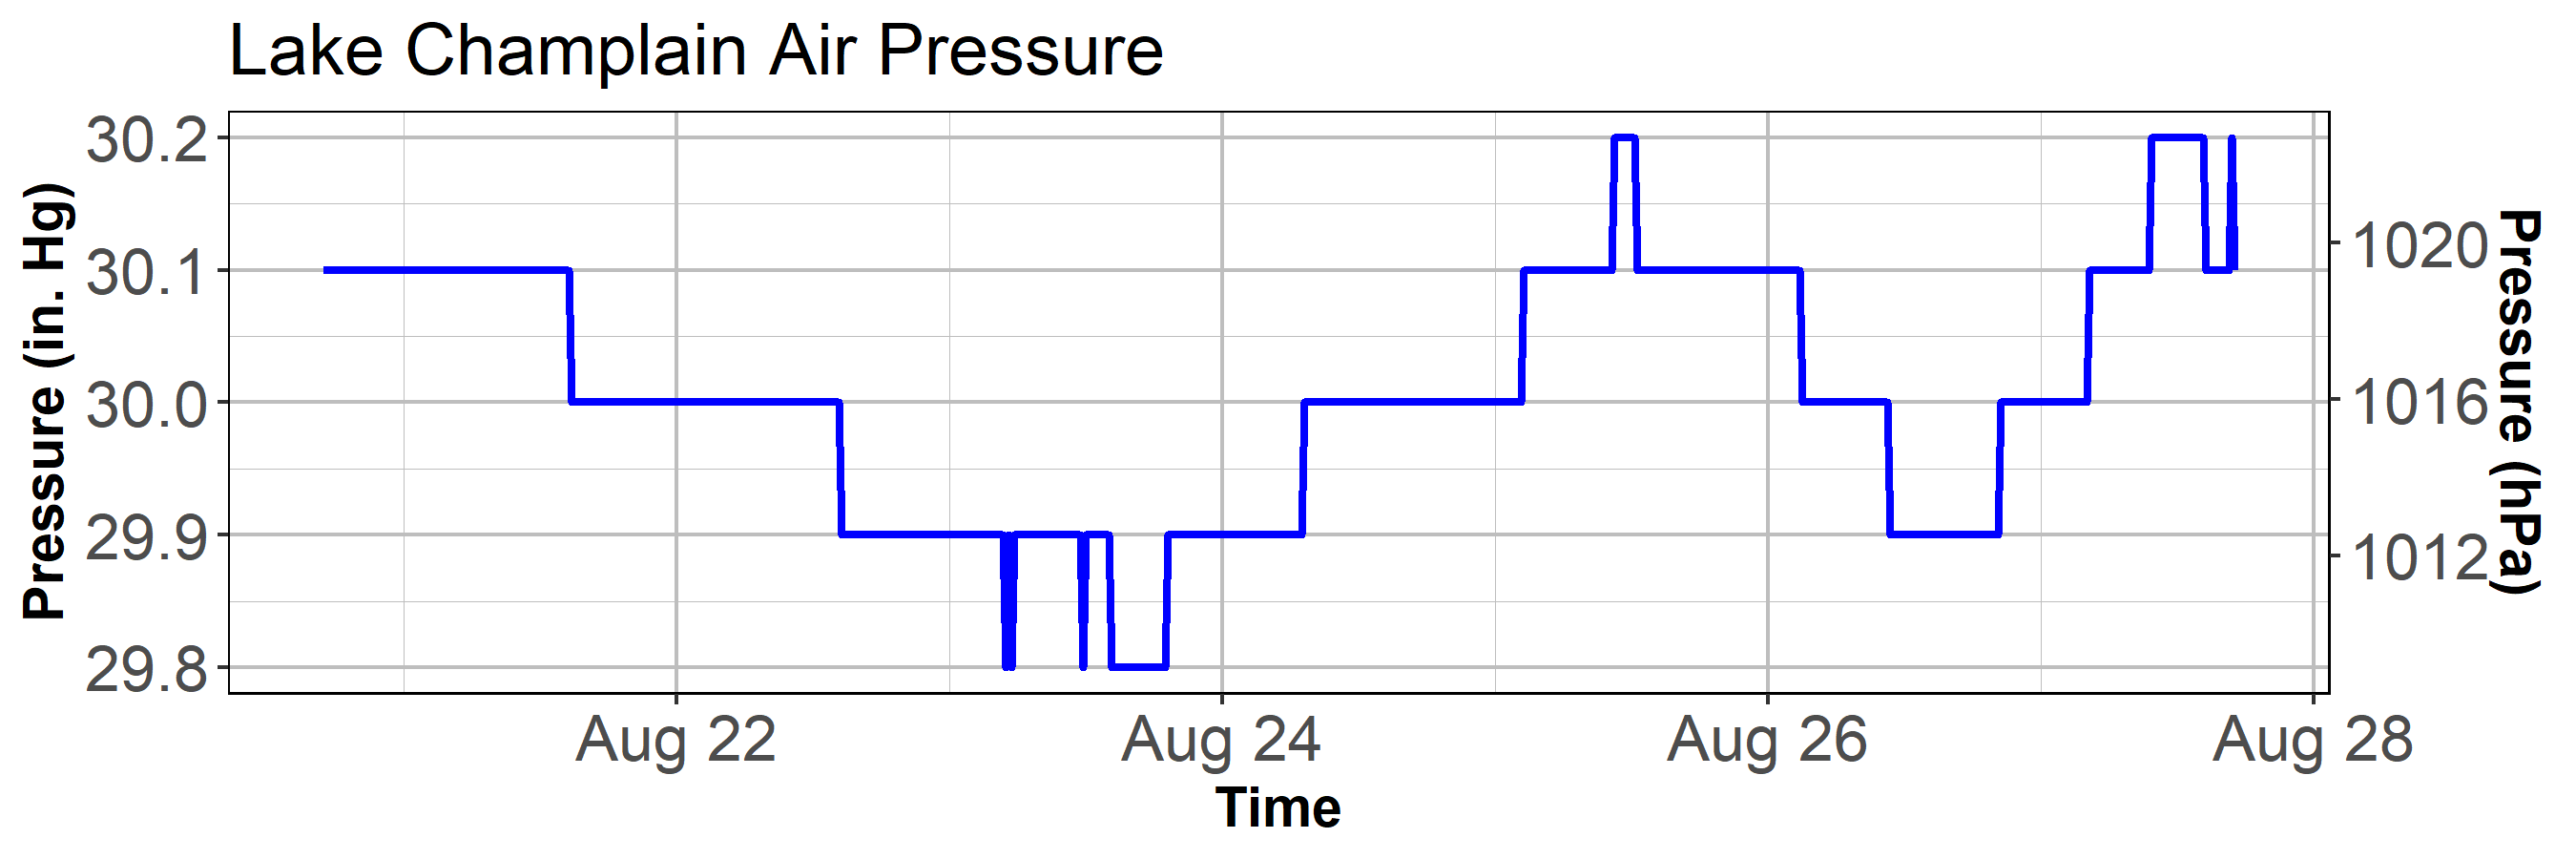 Lake Champlain Air Pressure
Pressure (in. Hg)
30.2
30.1
30.0
29.9
29.8
1020
1016
1012
Pressure (hPa)
Aug 22
Aug 24
Aug 26
Aug 28
Time